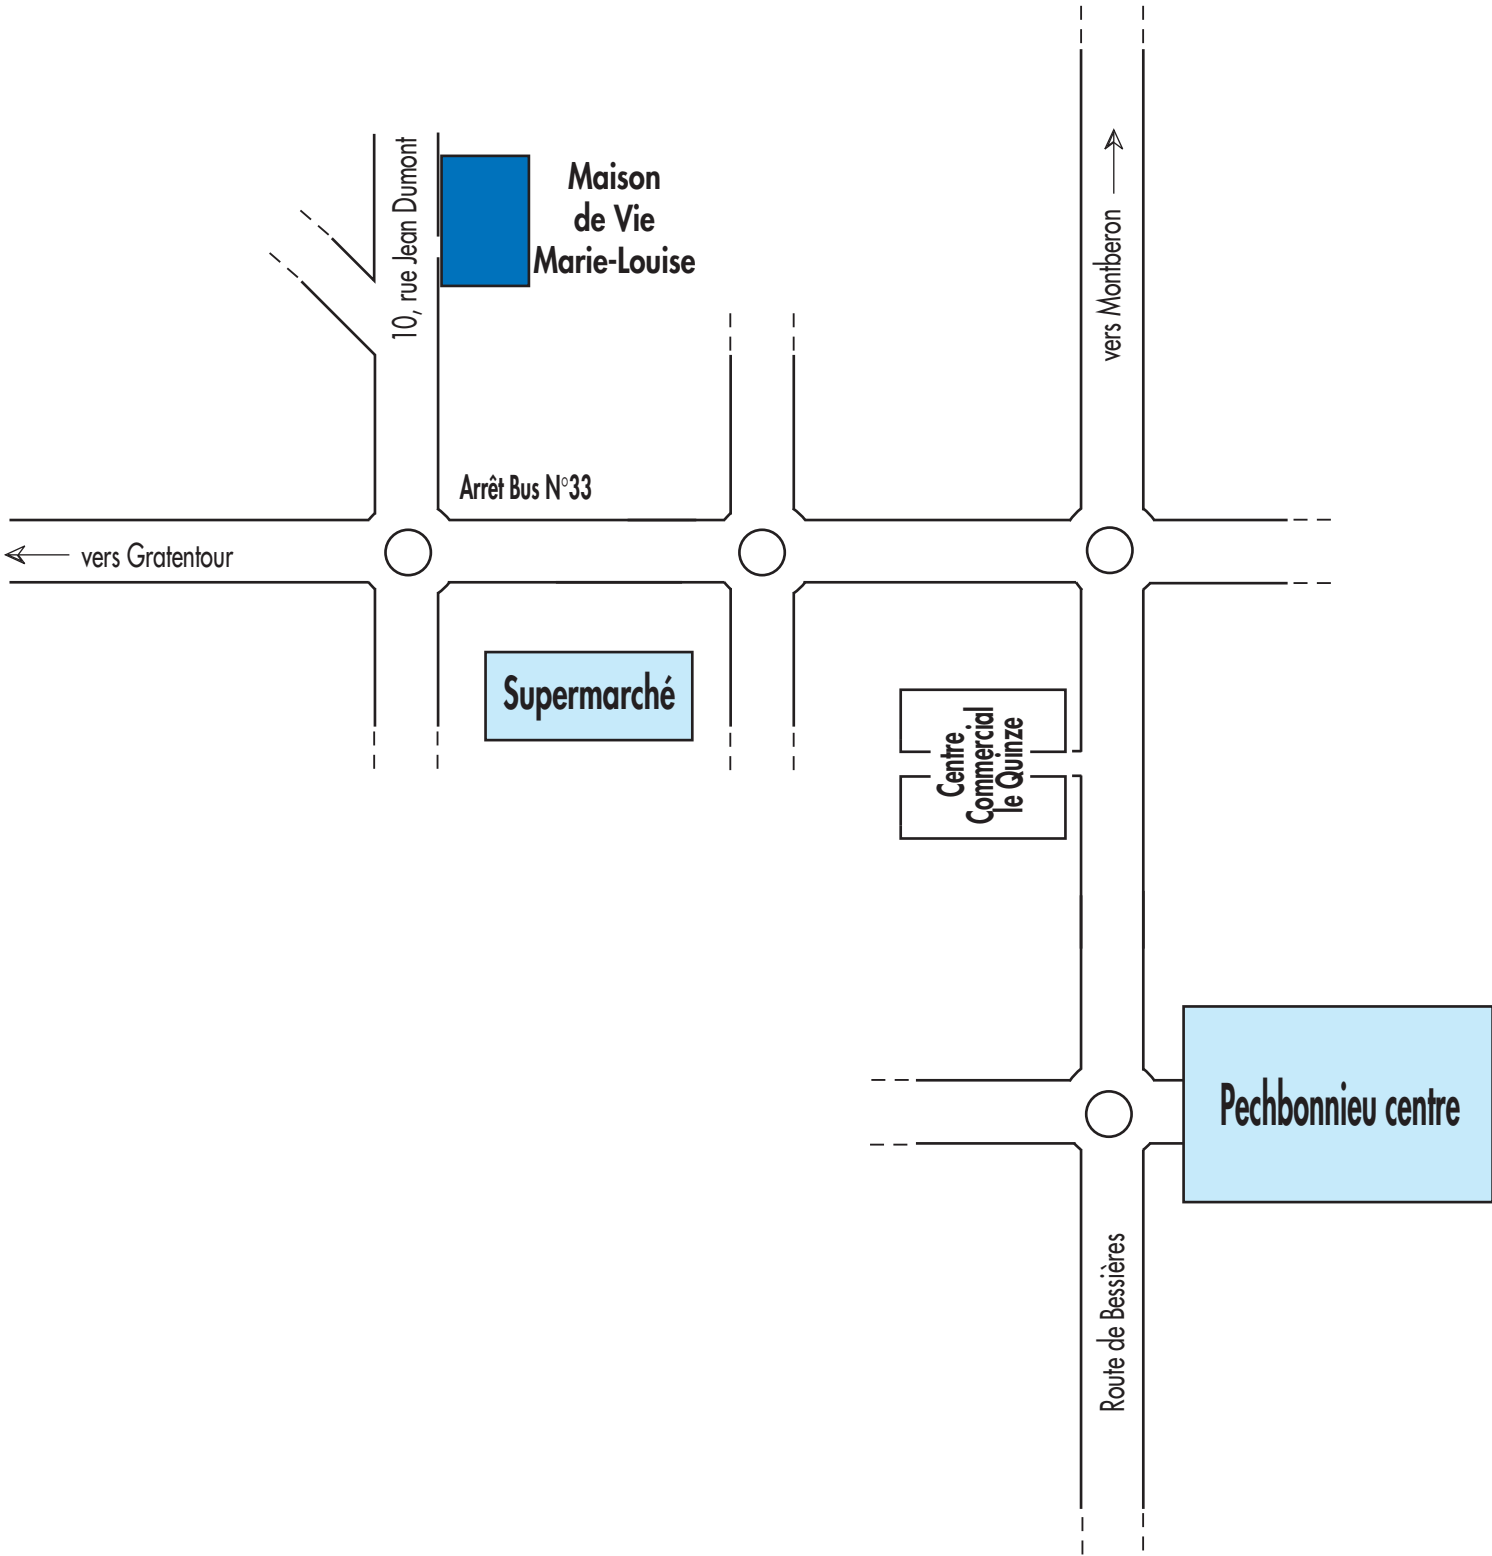 10, rue Jean Dumont
Maison
de Vie
Marie-Louise
vers Montberon
Arrêt Bus N°33
vers Gratentour
Supermarché
Centre
Commercial
le Quinze
Pechbonnieu centre
Route de Bessières